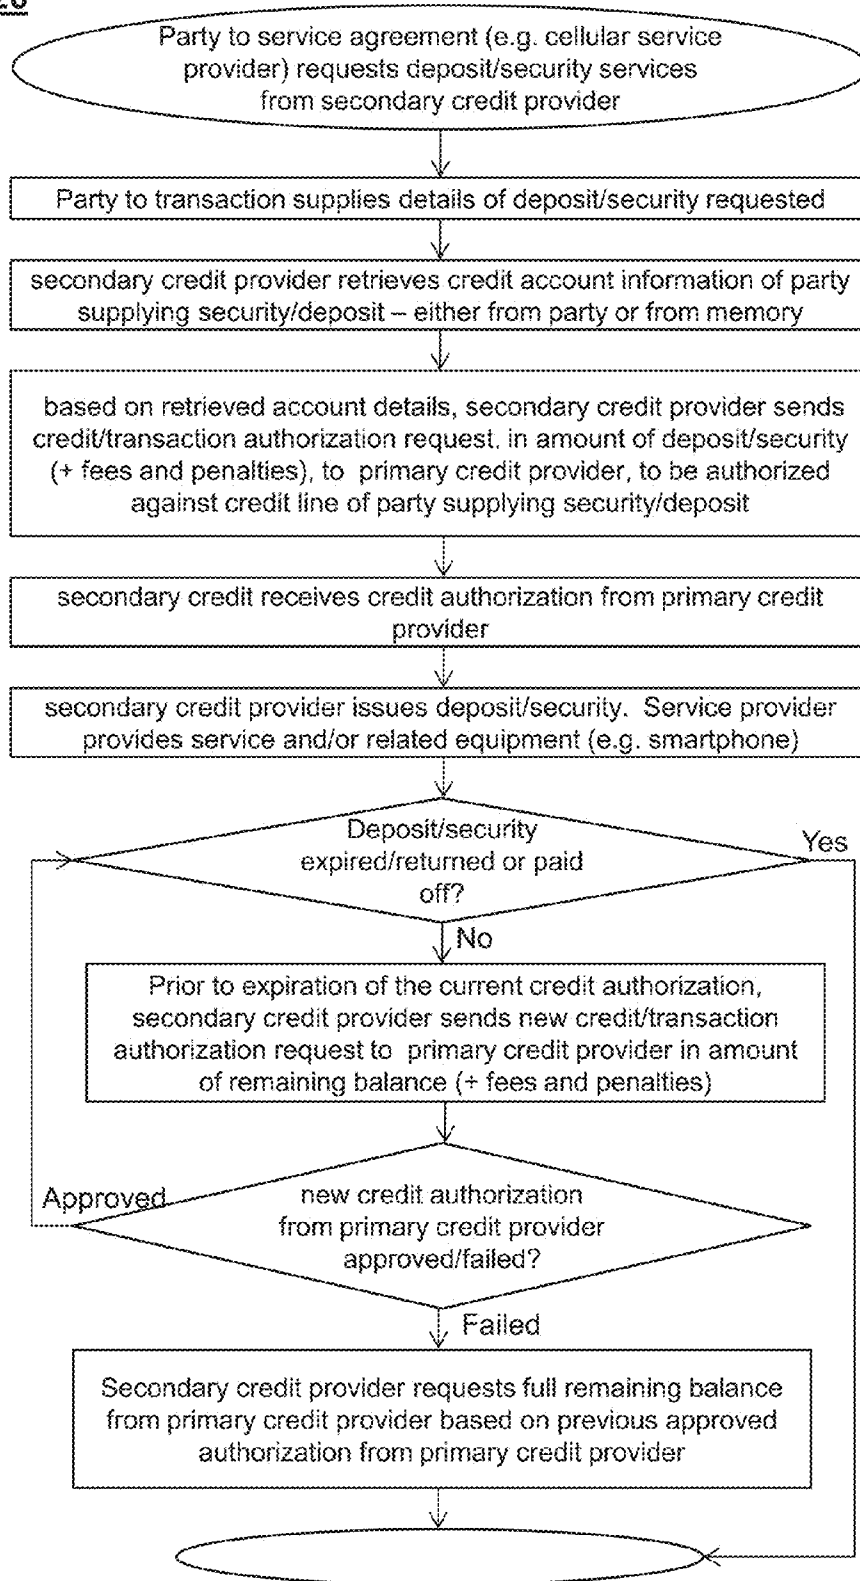 Party to service agreement (e.g. cellular service
provider) requests deposit/security services
from secondary credit provider
Party to transaction supplies details of deposit/security requested
secondary credit provider retrieves credit account information of party
supplying security/deposit – either from party or from memory
based on retrieved account details, secondary credit provider sends
credit/transaction authorization request, in amount of deposit/security
(+ fees and penalties), to primary credit provider, to be authorized
against credit line of party supplying security/deposit
secondary credit receives credit authorization from primary credit
provider
secondary credit provider issues deposit/security. Service provider
provides service and/or related equipment (e.g. smartphone)
Deposit/security
expired/returned or paid
off?
Yes
No
Prior to expiration of the current credit authorization,
secondary credit provider sends new credit/transaction
authorization request to primary credit provider in amount
of remaining balance (+ fees and penalties)
Approved
new credit authorization
from primary credit provider
approved/failed?
Failed
Secondary credit provider requests full remaining balance
from primary credit provider based on previous approved
authorization from primary credit provider